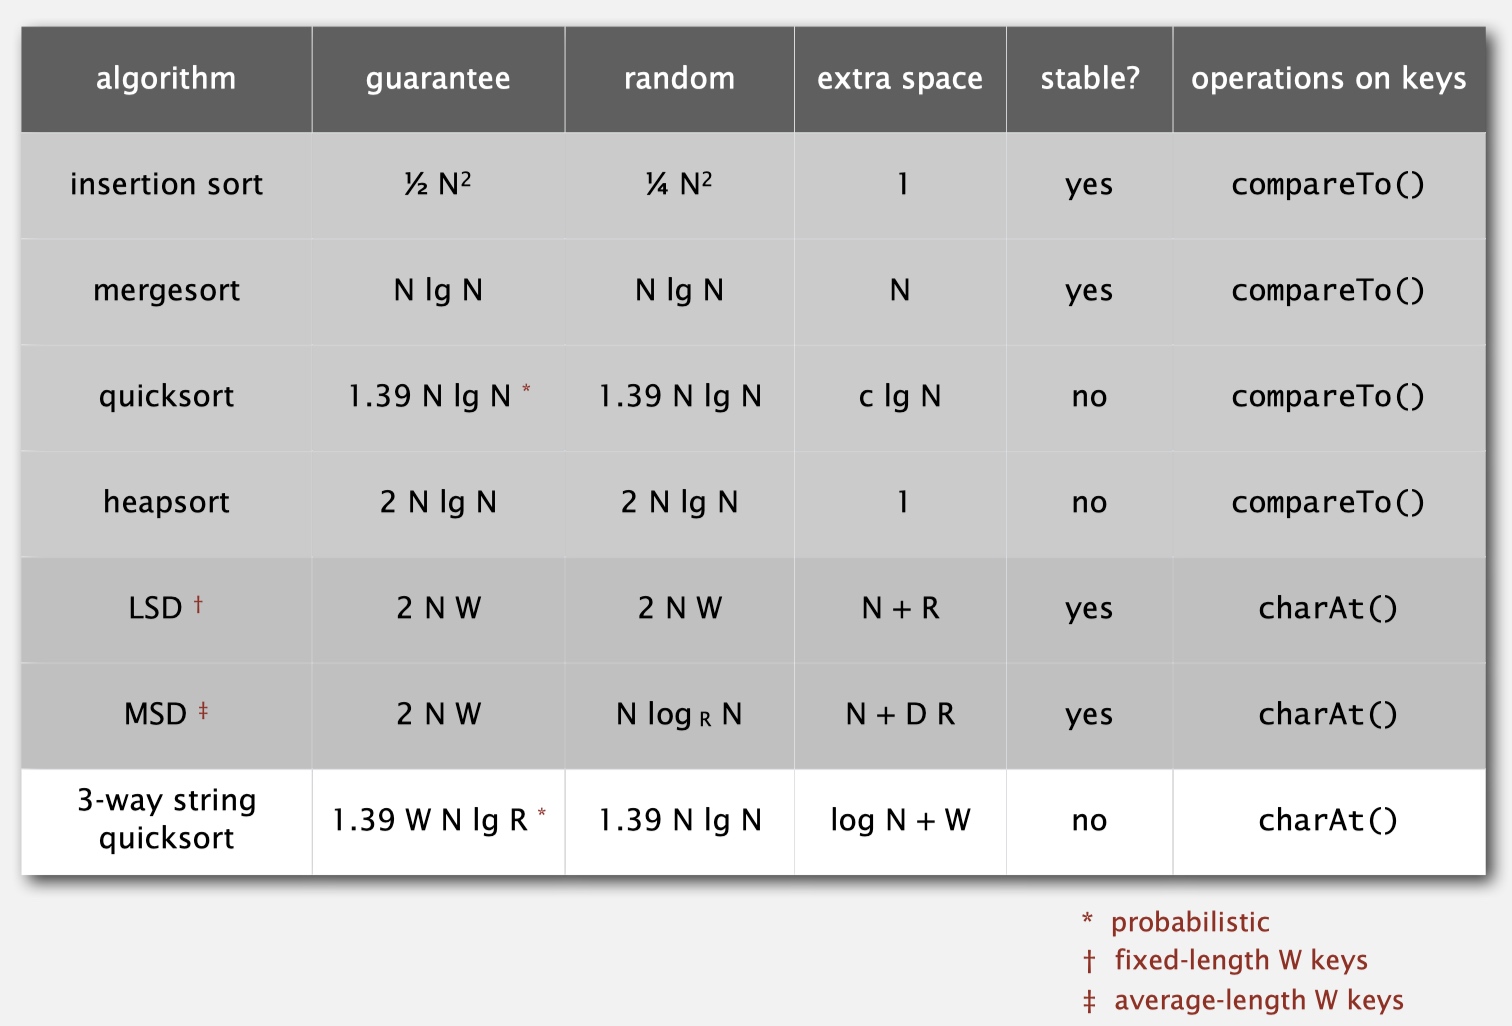 algorithm guarantee random extra space stable? operations on keys
insertion sort ½ N² ¼ N² 1 yes compareTo()
mergesort N lg N N lg N N yes compareTo()
quicksort 1.39 N lg N * 1.39 N lg N c lg N no compareTo()
heapsort 2 N lg N 2 N lg N 1 no compareTo()
LSD † 2 N W 2 N W N + R yes charAt()
MSD ‡ 2 N W N log R N N + D R yes charAt()
3-way string
quicksort 1.39 W N lg R * 1.39 N lg N log N + W no charAt()
* probabilistic
† fixed-length W keys
‡ average-length W keys